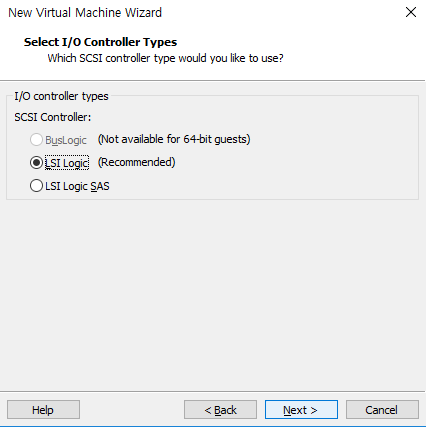 New Virtual Machine Wizard
Select I/O Controller Types
Which SCSI controller type would you like to use?
I/O controller types
SCSI Controller:
BusLogic (Not available for 64-bit guests)
LSI Logic (Recommended)
LSI Logic SAS
Help < Back Next > Cancel